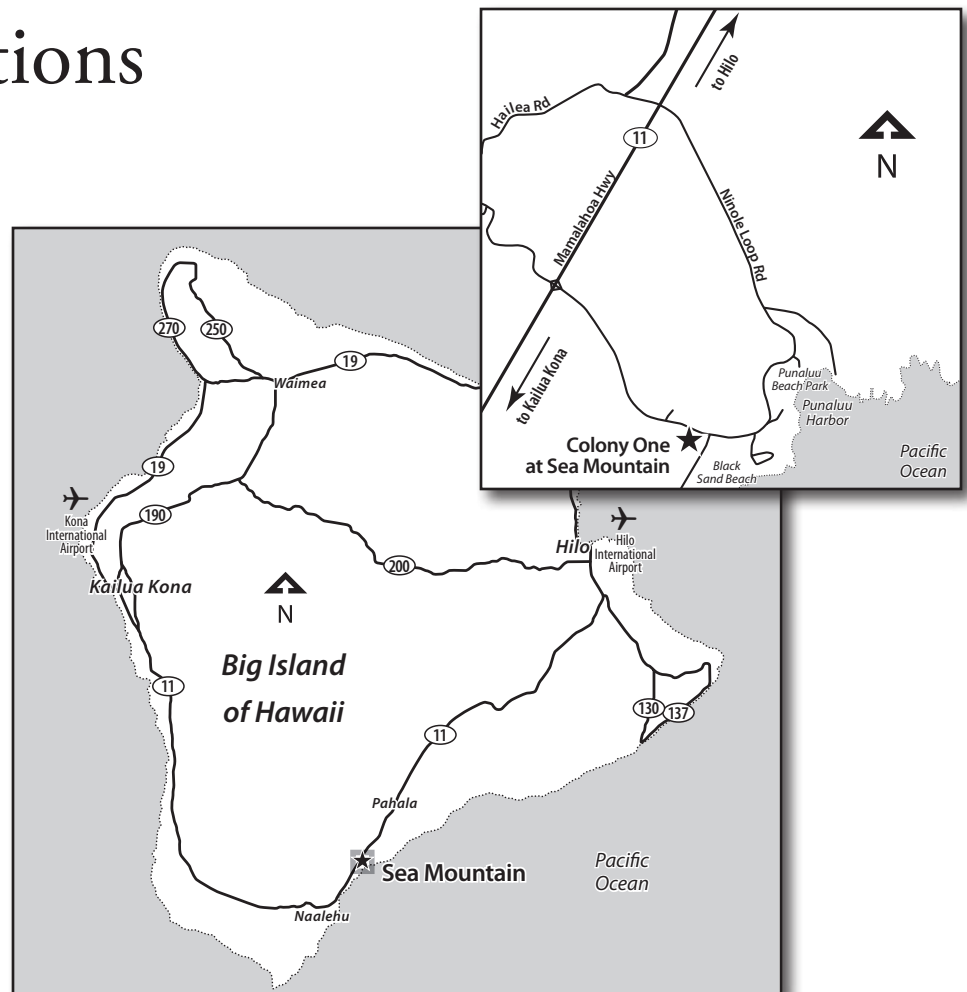 tions
to Hilo
Hailea Rd
11
N
Mamalahoa Hwy
Ninole Loop Rd
to Kailua Kona
Punaluu
Beach Park
Punaluu
Harbor
Colony One
at Sea Mountain
Black
Sand Beach
Pacific
Ocean
270
250
19
Waimea
19
Kona
International
Airport
190
Hilo
Hilo
International
Airport
200
Kailua Kona
N
Big Island
of Hawaii
11
130
137
11
Pahala
Sea Mountain
Pacific
Ocean
Naalehu